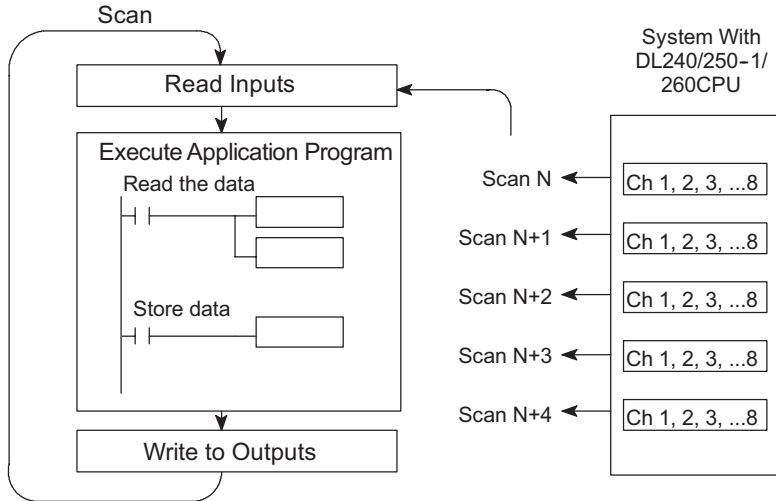 Scan
Read Inputs
Execute Application Program
Read the data
Store data
Write to Outputs
System With
DL240/250-1/
260CPU
Scan N
Ch 1, 2, 3, ...8
Scan N+1
Ch 1, 2, 3, ...8
Scan N+2
Ch 1, 2, 3, ...8
Scan N+3
Ch 1, 2, 3, ...8
Scan N+4
Ch 1, 2, 3, ...8